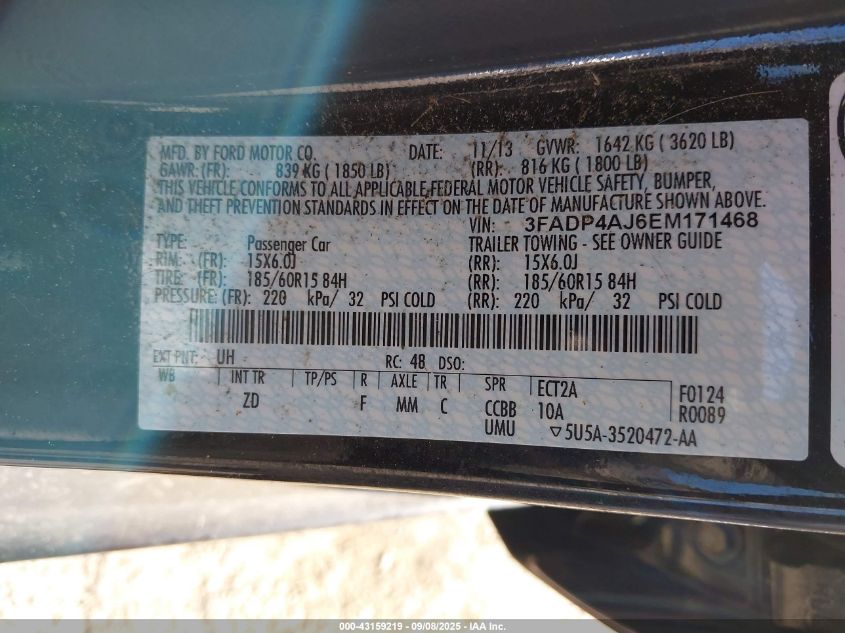 MFD. BY FORD MOTOR CO. DATE: 11/13 GVWR: 1642 KG ( 3620 LB)
GAWR: (FR): 839 KG ( 1850 LB) (RR): 816 KG ( 1800 LB)
THIS VEHICLE CONFORMS TO ALL APPLICABLE FEDERAL MOTOR VEHICLE SAFETY, BUMPER,
AND THEFT PREVENTION STANDARDS IN EFFECT ON THE DATE OF MANUFACTURE SHOWN ABOVE.
VIN: 3FADP4AJ6EM171468
TYPE: Passenger Car TRAILER TOWING - SEE OWNER GUIDE
RIM: (FR): 15X6.0J (RR): 15X6.0J
TIRE: (FR): 185/60R15 84H (RR): 185/60R15 84H
PRESSURE: (FR): 220 kPa/ 32 PSI COLD (RR): 220 kPa/ 32 PSI COLD
EXT PNT: UH RC: 48 DSO:
WB INT TR TP/PS R AXLE TR SPR ECT2A F0124
ZD F MM C CCBB 10A R0089
UMU ▽5U5A-3520472-AA
000-43159219 - 09/08/2025 - IAA Inc.